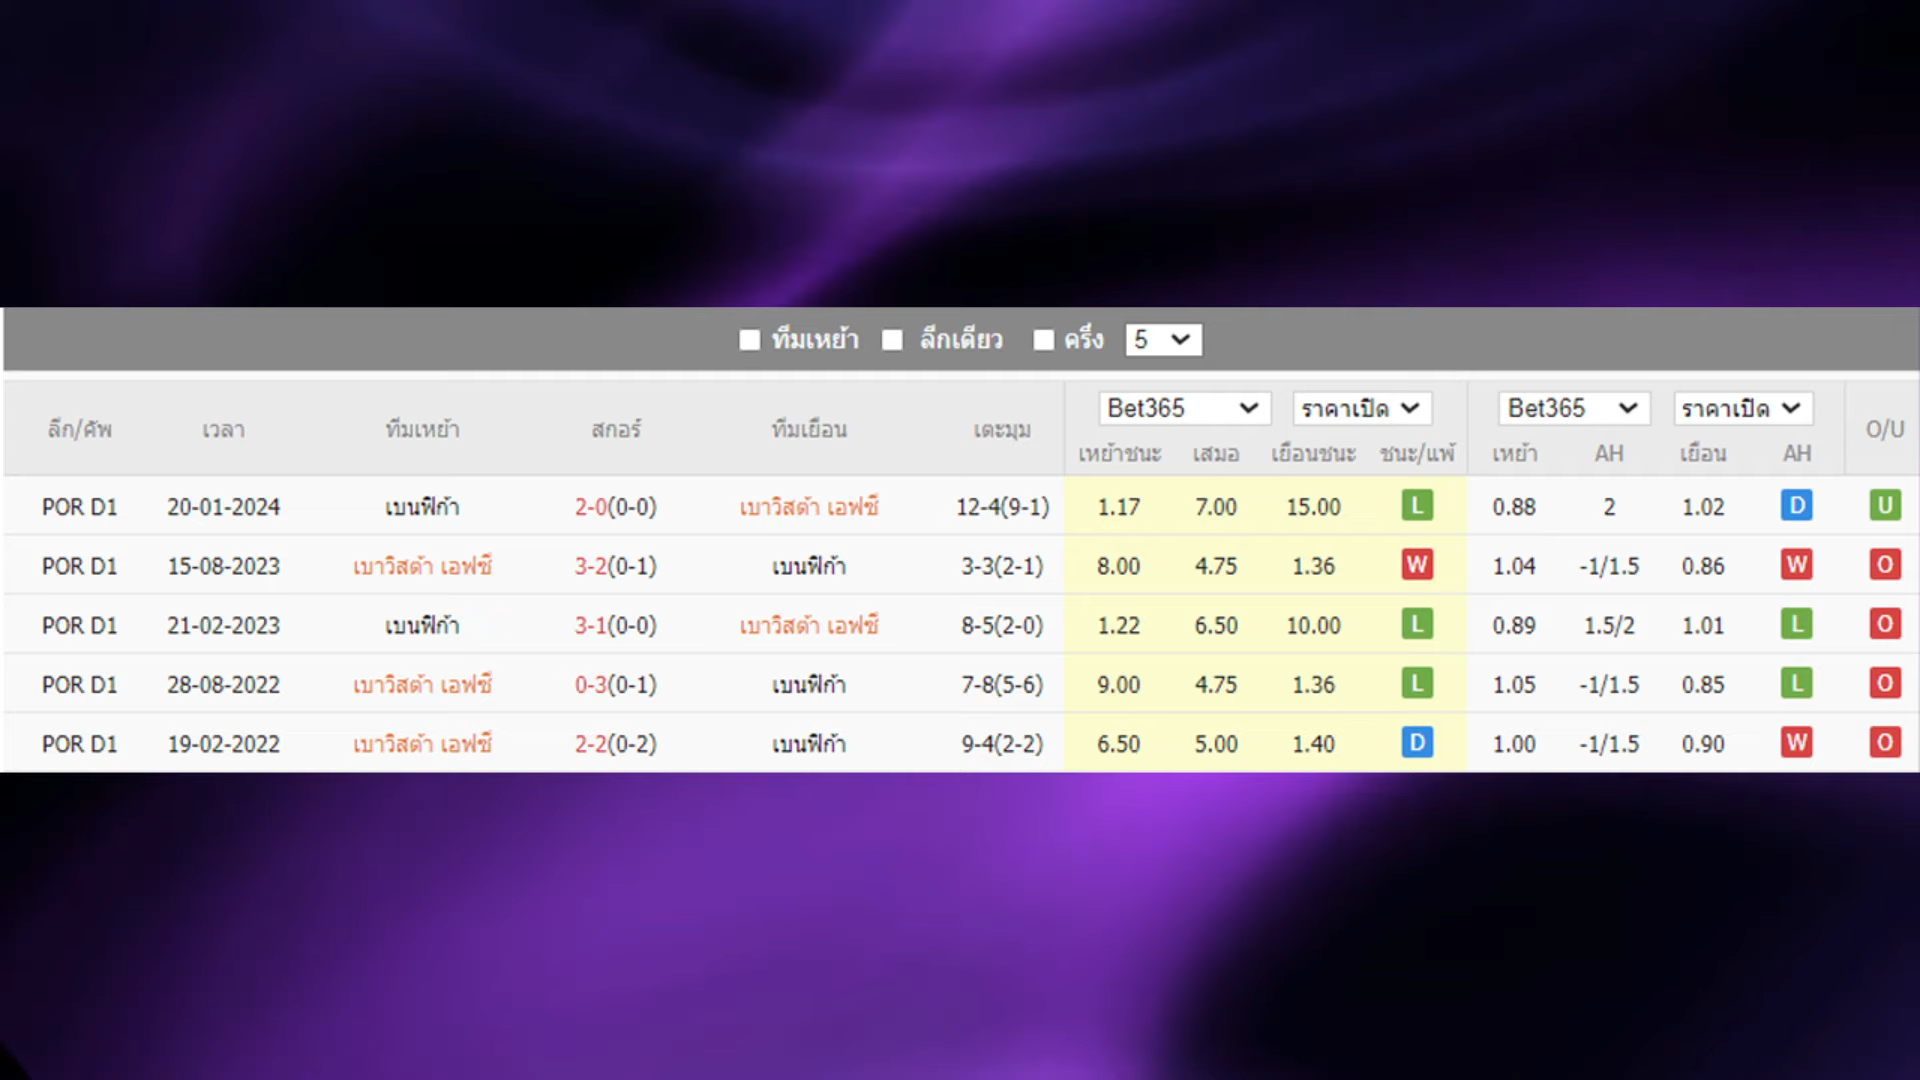 ทีมเหย้า ลีกเดียว ครึ่ง 5
ลีก/คัพ เวลา ทีมเหย้า สกอร์ ทีมเยือน เตะมุม Bet365 ราคาเปิด Bet365 ราคาเปิด O/U
เหย้าชนะ เสมอ เยือนชนะ ชนะ/แพ้ เหย้า AH เยือน AH
POR D1 20-01-2024 เบนฟิก้า 2-0(0-0) เบาวิสต้า เอฟซี 12-4(9-1) 1.17 7.00 15.00 L 0.88 2 1.02 D U
POR D1 15-08-2023 เบาวิสต้า เอฟซี 3-2(0-1) เบนฟิก้า 3-3(2-1) 8.00 4.75 1.36 W 1.04 -1/1.5 0.86 W O
POR D1 21-02-2023 เบนฟิก้า 3-1(0-0) เบาวิสต้า เอฟซี 8-5(2-0) 1.22 6.50 10.00 L 0.89 1.5/2 1.01 L O
POR D1 28-08-2022 เบาวิสต้า เอฟซี 0-3(0-1) เบนฟิก้า 7-8(5-6) 9.00 4.75 1.36 L 1.05 -1/1.5 0.85 L O
POR D1 19-02-2022 เบาวิสต้า เอฟซี 2-2(0-2) เบนฟิก้า 9-4(2-2) 6.50 5.00 1.40 D 1.00 -1/1.5 0.90 W O